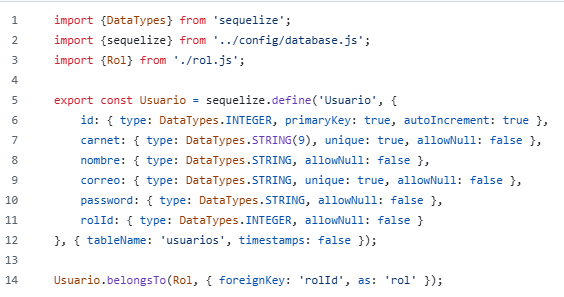 1 import {DataTypes} from 'sequelize';
2 import {sequelize} from '../config/database.js';
3 import {Rol} from './rol.js';
4
5 export const Usuario = sequelize.define('Usuario', {
6     id: { type: DataTypes.INTEGER, primaryKey: true, autoIncrement: true },
7     carnet: { type: DataTypes.STRING(9), unique: true, allowNull: false },
8     nombre: { type: DataTypes.STRING, allowNull: false },
9     correo: { type: DataTypes.STRING, unique: true, allowNull: false },
10     password: { type: DataTypes.STRING, allowNull: false },
11     rolId: { type: DataTypes.INTEGER, allowNull: false }
12 }, { tableName: 'usuarios', timestamps: false });
13
14 Usuario.belongsTo(Rol, { foreignKey: 'rolId', as: 'rol' });